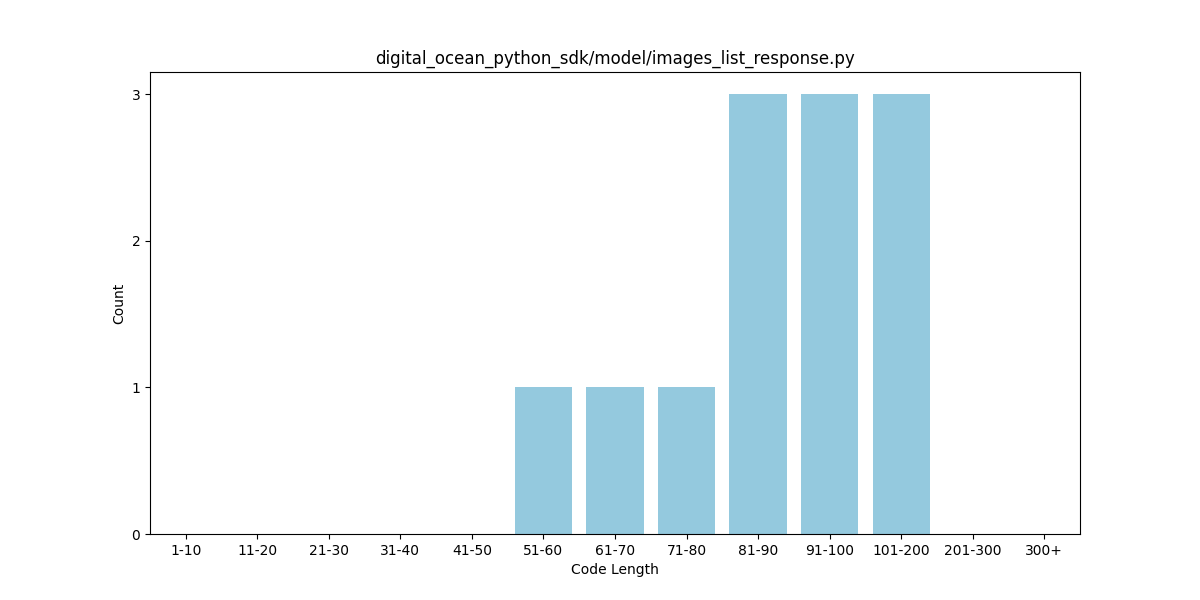 digital_ocean_python_sdk/model/images_list_response.py
3
2
1
0
Count
1-10 11-20 21-30 31-40 41-50 51-60 61-70 71-80 81-90 91-100 101-200 201-300 300+
Code Length